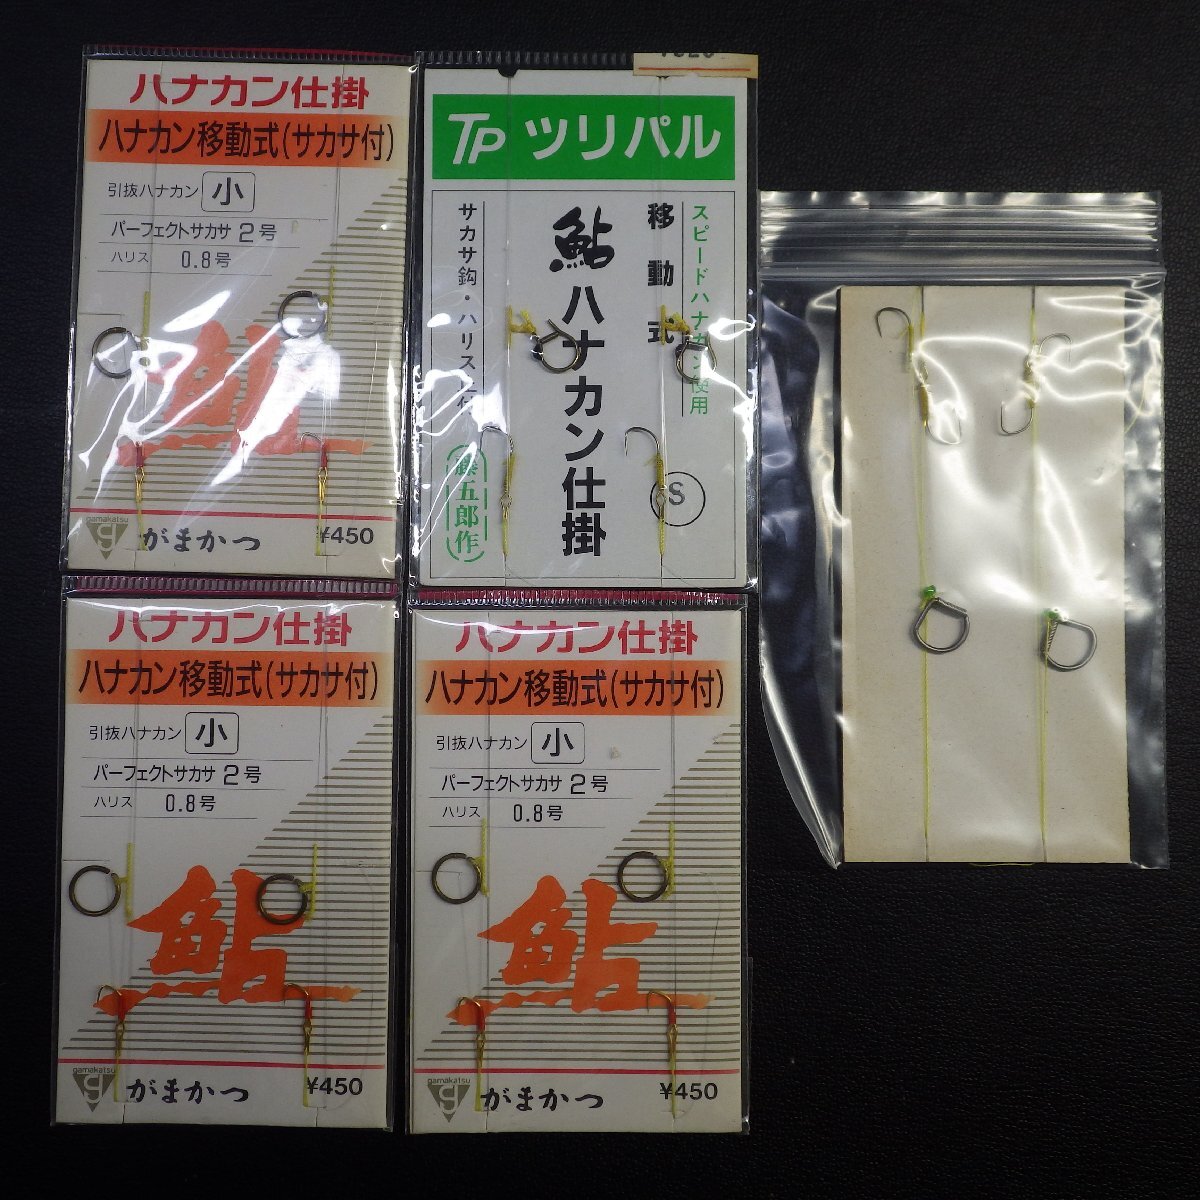 ハナカン仕掛
ハナカン移動式(サカサ付)
引抜ハナカン 小
パーフェクトサカサ 2号
ハリス 0.8号
鮎
gamakatsu
がまかつ
¥450
TP ツリパル
スピードハナカン使用
移動式
鮎ハナカン仕掛
サカサ鈎・ハリス止付
藤五郎作
S
ハナカン仕掛
ハナカン移動式(サカサ付)
引抜ハナカン 小
パーフェクトサカサ 2号
ハリス 0.8号
鮎
gamakatsu
がまかつ
¥450
ハナカン仕掛
ハナカン移動式(サカサ付)
引抜ハナカン 小
パーフェクトサカサ 2号
ハリス 0.8号
鮎
gamakatsu
がまかつ
¥450